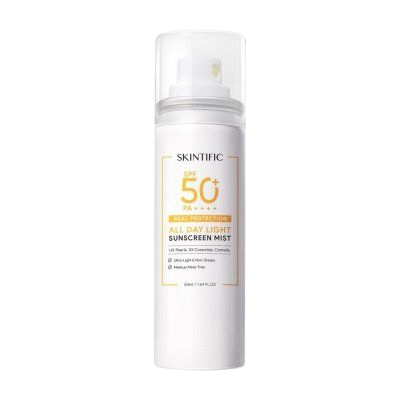 SKINTIFIC
SPF
50+
PA++++
REAL PROTECTION
ALL DAY LIGHT
SUNSCREEN MIST
UV Pearls, 5X Ceramide, Centella
Ultra-Light & Non-Greasy
Makeup Mess-Free
50ml / 1.69 FL.OZ